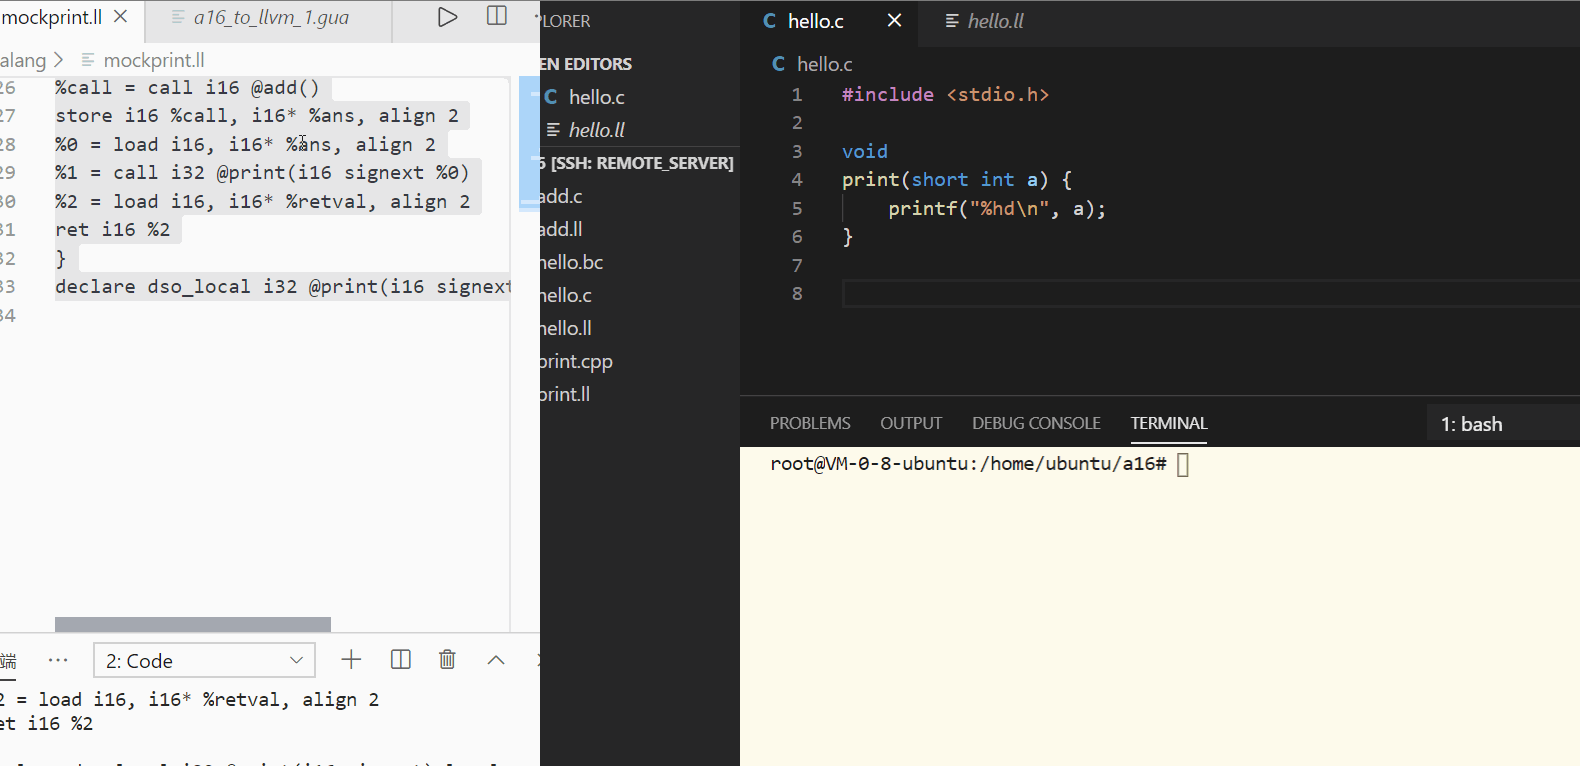 mockprint.ll
a16_to_llvm_1.gua
alang > mockprint.ll
26 %call = call i16 @add()
27 store i16 %call, i16* %ans, align 2
28 %0 = load i16, i16* %ans, align 2
29 %1 = call i32 @print(i16 signext %0)
30 %2 = load i16, i16* %retval, align 2
31 ret i16 %2
32 }
33 declare dso_local i32 @print(i16 signext
34
端
2: Code
2 = load i16, i16* %retval, align 2
et i16 %2
PLORER
EN EDITORS
C hello.c
hello.ll
6 [SSH: REMOTE_SERVER]
add.c
add.ll
hello.bc
hello.c
hello.ll
print.cpp
print.ll
C hello.c
hello.ll
C hello.c
1 #include <stdio.h>
2
3 void
4 print(short int a) {
5 printf("%hd\n", a);
6 }
7
8
PROBLEMS OUTPUT DEBUG CONSOLE TERMINAL
1: bash
root@VM-0-8-ubuntu:/home/ubuntu/a16#